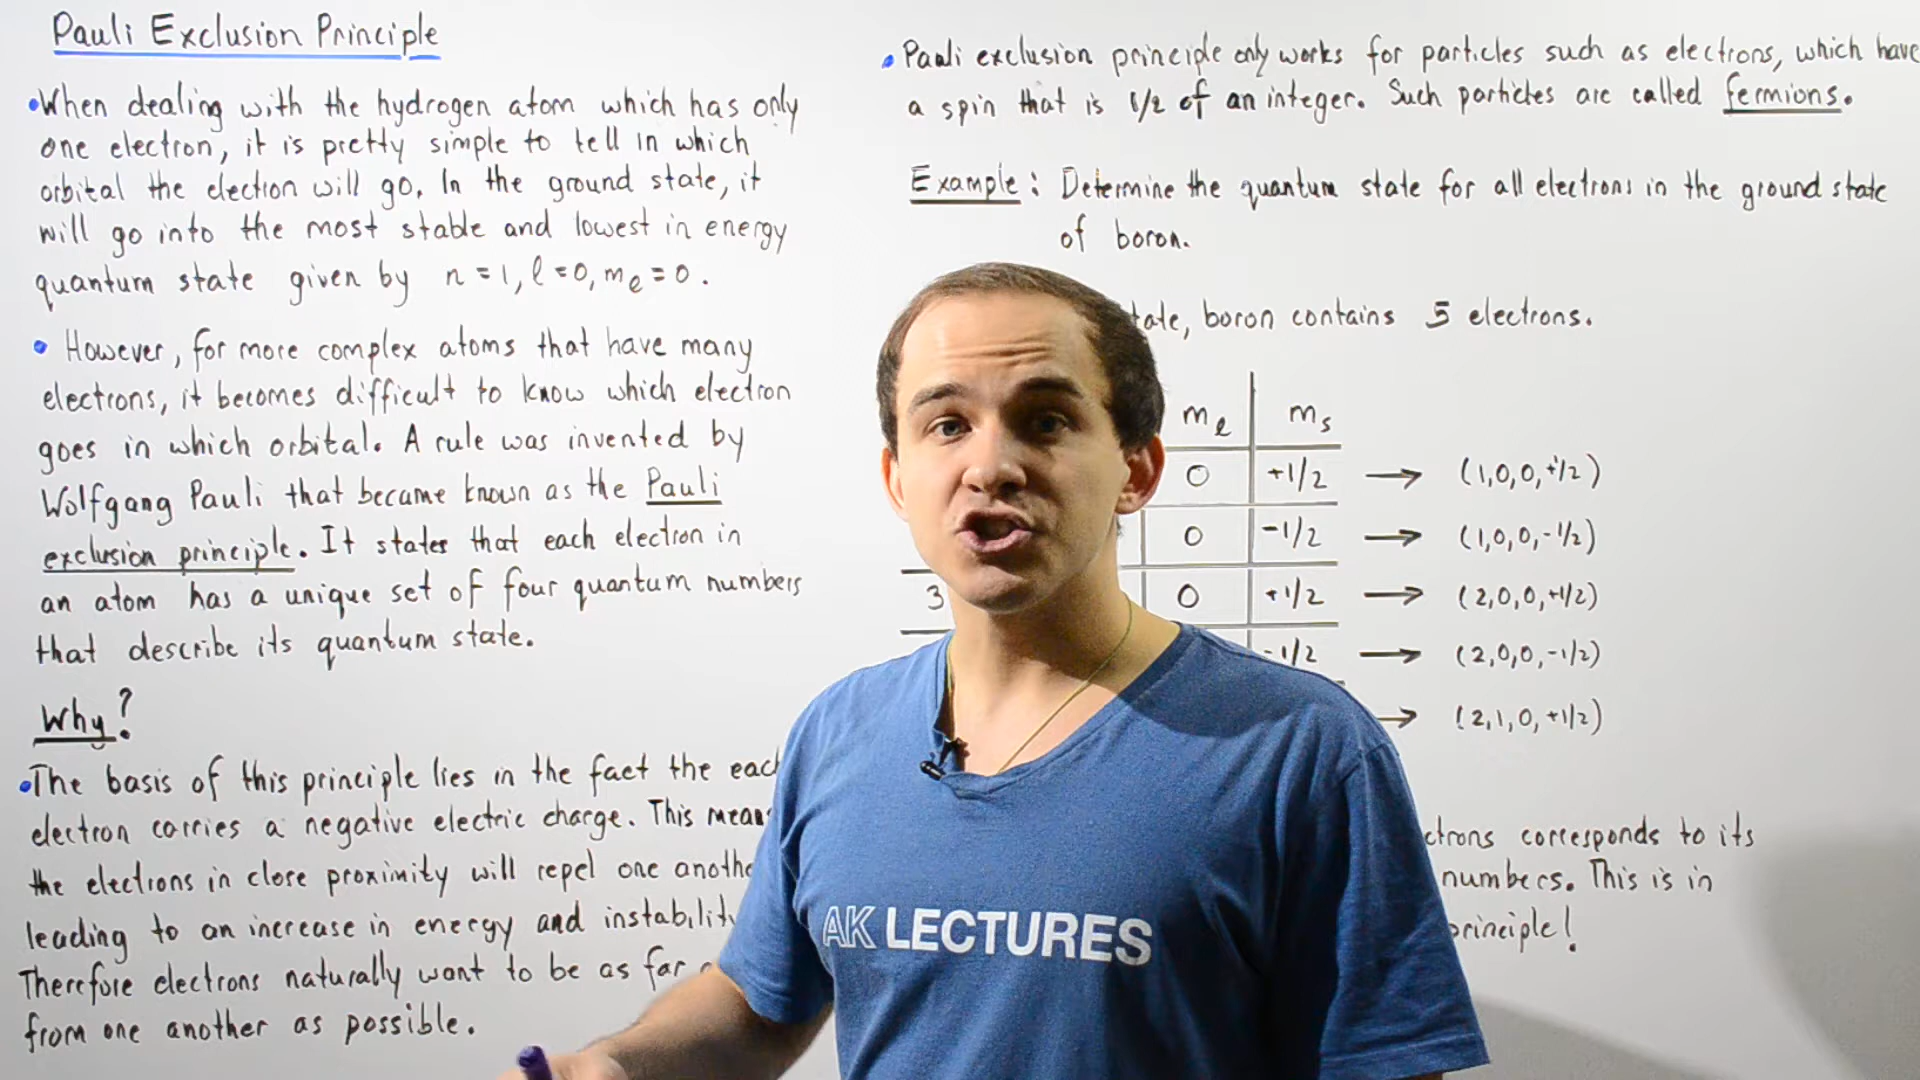 Pauli Exclusion Principle
•When dealing with the hydrogen atom which has only
one electron, it is pretty simple to tell in which
orbital the election will go. In the ground state, it
will go into the most stable and lowest in energy
quantum state given by n=1, ℓ=0, mℓ=0.
• However, for more complex atoms that have many
electrons, it becomes difficult to know which electron
goes in which orbital. A rule was invented by
Wolfgang Pauli that became known as the Pauli
exclusion principle. It states that each electron in
an atom has a unique set of four quantum numbers
that describe its quantum state.
Why?
•The basis of this principle lies in the fact the each
electron carries a negative electric charge. This means
the electrons in close proximity will repel one another
leading to an increase in energy and instability
Therefore electrons naturally want to be as far
from one another as possible.
• Pauli exclusion principle only works for particles such as electrons, which have
a spin that is 1/2 of an integer. Such particles are called fermions.
Example: Determine the quantum state for all electrons in the ground state
of boron.
tate, boron contains 5 electrons.
mℓ ms
0 +1/2 → (1,0,0,+1/2)
0 -1/2 → (1,0,0,-1/2)
3 0 +1/2 → (2,0,0,+1/2)
-1/2 → (2,0,0,-1/2)
→ (2,1,0,+1/2)
ctrons corresponds to its
numbers. This is in
principle!
AK LECTURES